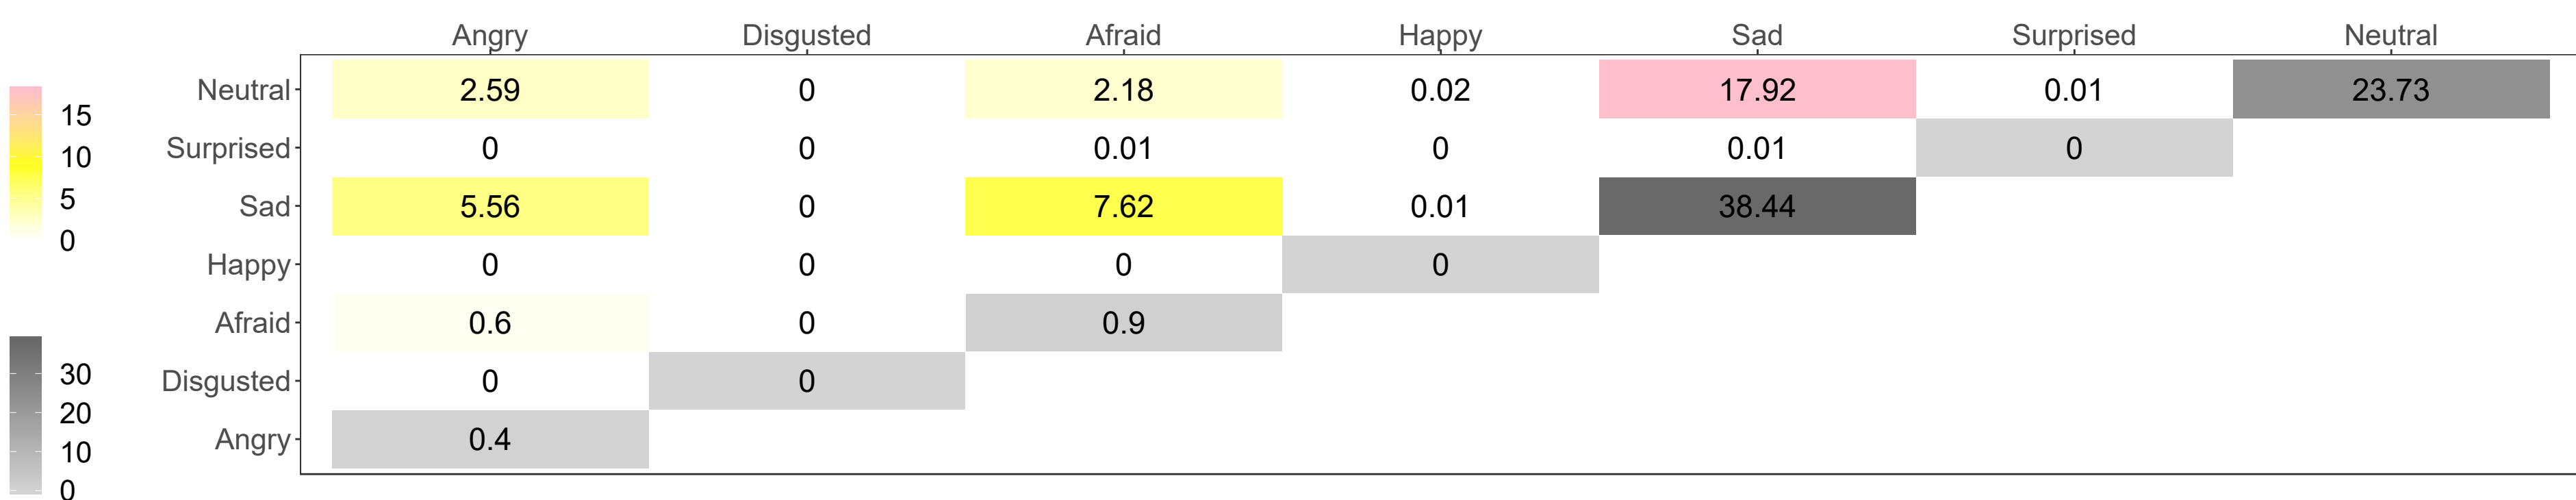 Angry Disgusted Afraid Happy Sad Surprised Neutral
Neutral 2.59 0 2.18 0.02 17.92 0.01 23.73
Surprised 0 0 0.01 0 0.01 0
Sad 5.56 0 7.62 0.01 38.44
Happy 0 0 0 0
Afraid 0.6 0 0.9
Disgusted 0 0
Angry 0.4
15
10
5
0
30
20
10
0